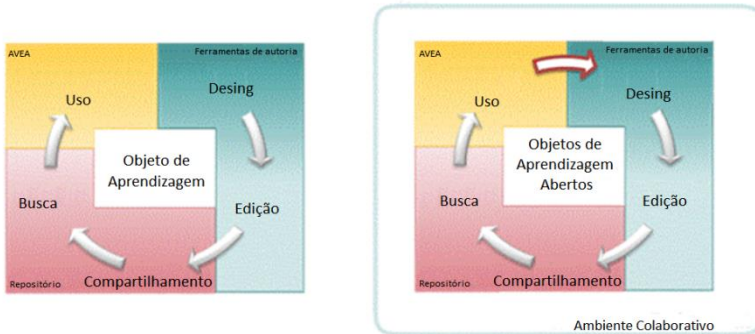 AVEA
Ferramentas de autoria
Uso
Desing
Objeto de
Aprendizagem
Busca
Edição
Compartilhamento
Repositório
AVEA
Ferramentas de autoria
Uso
Desing
Objetos de
Aprendizagem
Abertos
Busca
Edição
Compartilhamento
Repositório
Ambiente Colaborativo